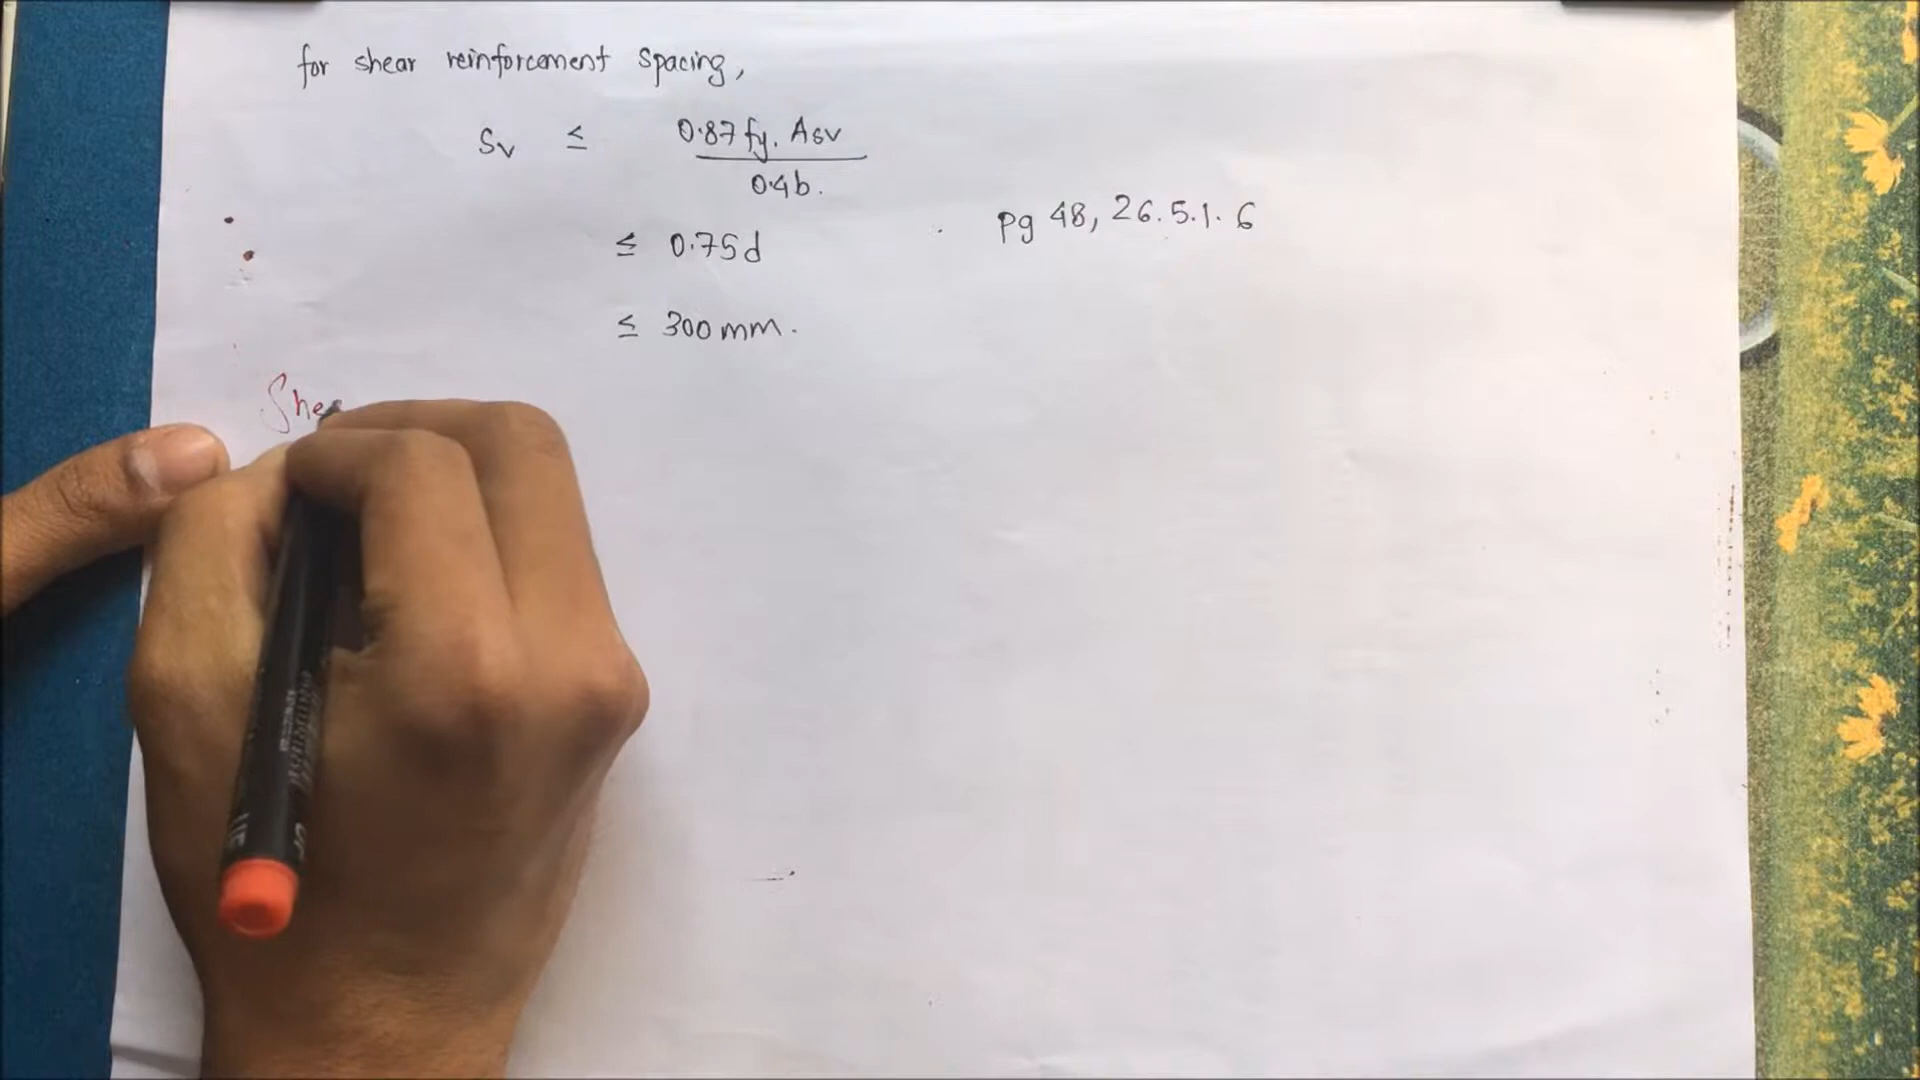 for shear reinforcement spacing,
Sv ≤ 0.87 fy. Asv
0.4b.
pg 48, 26.5.1.6
≤ 0.75d
≤ 300 mm.